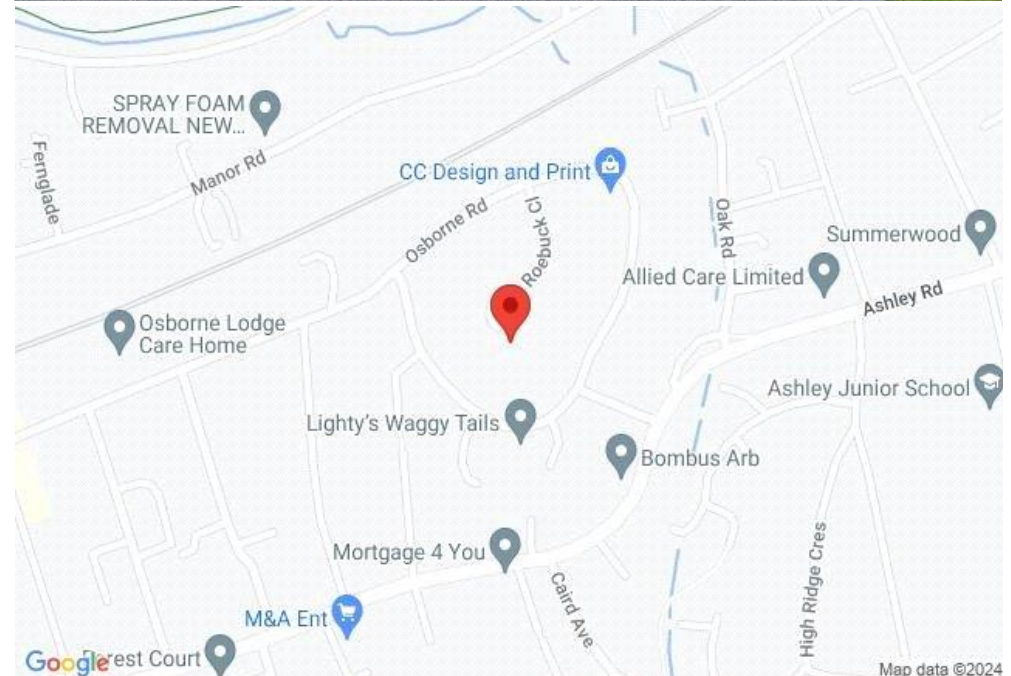 SPRAY FOAM
REMOVAL NEW...
Fernglade
Manor Rd
CC Design and Print
Osborne Rd
Roebuck Cl
Oak Rd
Summerwood
Allied Care Limited
Ashley Rd
Osborne Lodge
Care Home
Ashley Junior School
Lighty's Waggy Tails
Bombus Arb
Mortgage 4 You
Caird Ave
High Ridge Cres
M&A Ent
Google
Court
Map data ©2024